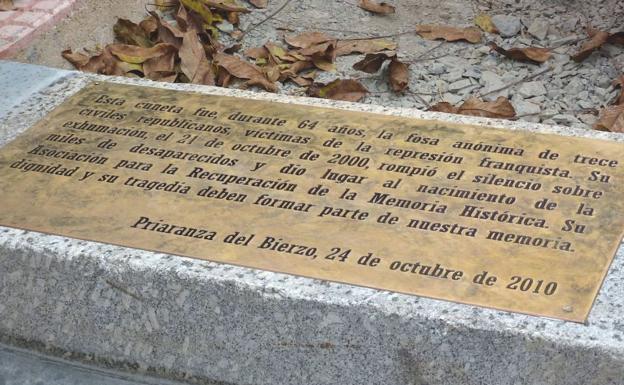 Esta cuneta fue, durante 64 años, la fosa anónima de trece
civiles republicanos, víctimas de la represión franquista. Su
exhumación, el 21 de octubre de 2000, rompió el silencio sobre
miles de desaparecidos y dio lugar al nacimiento de la
Asociación para la Recuperación de la Memoria Histórica. Su
dignidad y su tragedia deben formar parte de nuestra memoria.
Priaranza del Bierzo, 24 de octubre de 2010